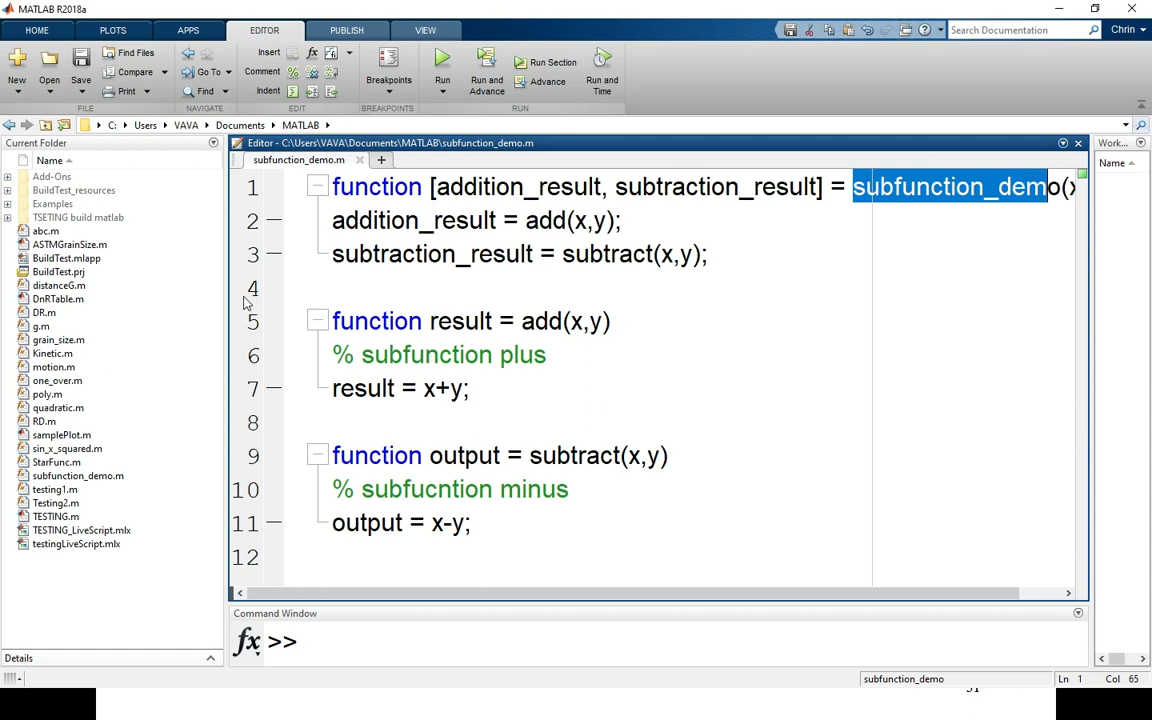 MATLAB R2018a
HOME PLOTS APPS EDITOR PUBLISH VIEW
Search Documentation Chrin
New Open Save Find Files Compare Print
Go To Find
Insert fx Comment Indent
Breakpoints Run Run and Advance Run Section Advance Run and Time
FILE NAVIGATE EDIT BREAKPOINTS RUN
C: Users VAVA Documents MATLAB
Current Folder
Name
Add-Ons
BuildTest_resources
Examples
TSETING build matlab
abc.m
ASTMGrainSize.m
BuildTest.mlapp
BuildTest.prj
distanceG.m
DnRTable.m
DR.m
g.m
grain_size.m
Kinetic.m
motion.m
one_over.m
poly.m
quadratic.m
RD.m
samplePlot.m
sin_x_squared.m
StarFunc.m
subfunction_demo.m
testing1.m
Testing2.m
TESTING.m
TESTING_LiveScript.mlx
testingLiveScript.mlx
Details
Editor - C:\Users\VAVA\Documents\MATLAB\subfunction_demo.m
subfunction_demo.m
1 function [addition_result, subtraction_result] = subfunction_demo(x
2 addition_result = add(x,y);
3 subtraction_result = subtract(x,y);
4
5 function result = add(x,y)
6 % subfunction plus
7 result = x+y;
8
9 function output = subtract(x,y)
10 % subfucntion minus
11 output = x-y;
12
Command Window
fx >>
Work...
Name
subfunction_demo Ln 1 Col 65